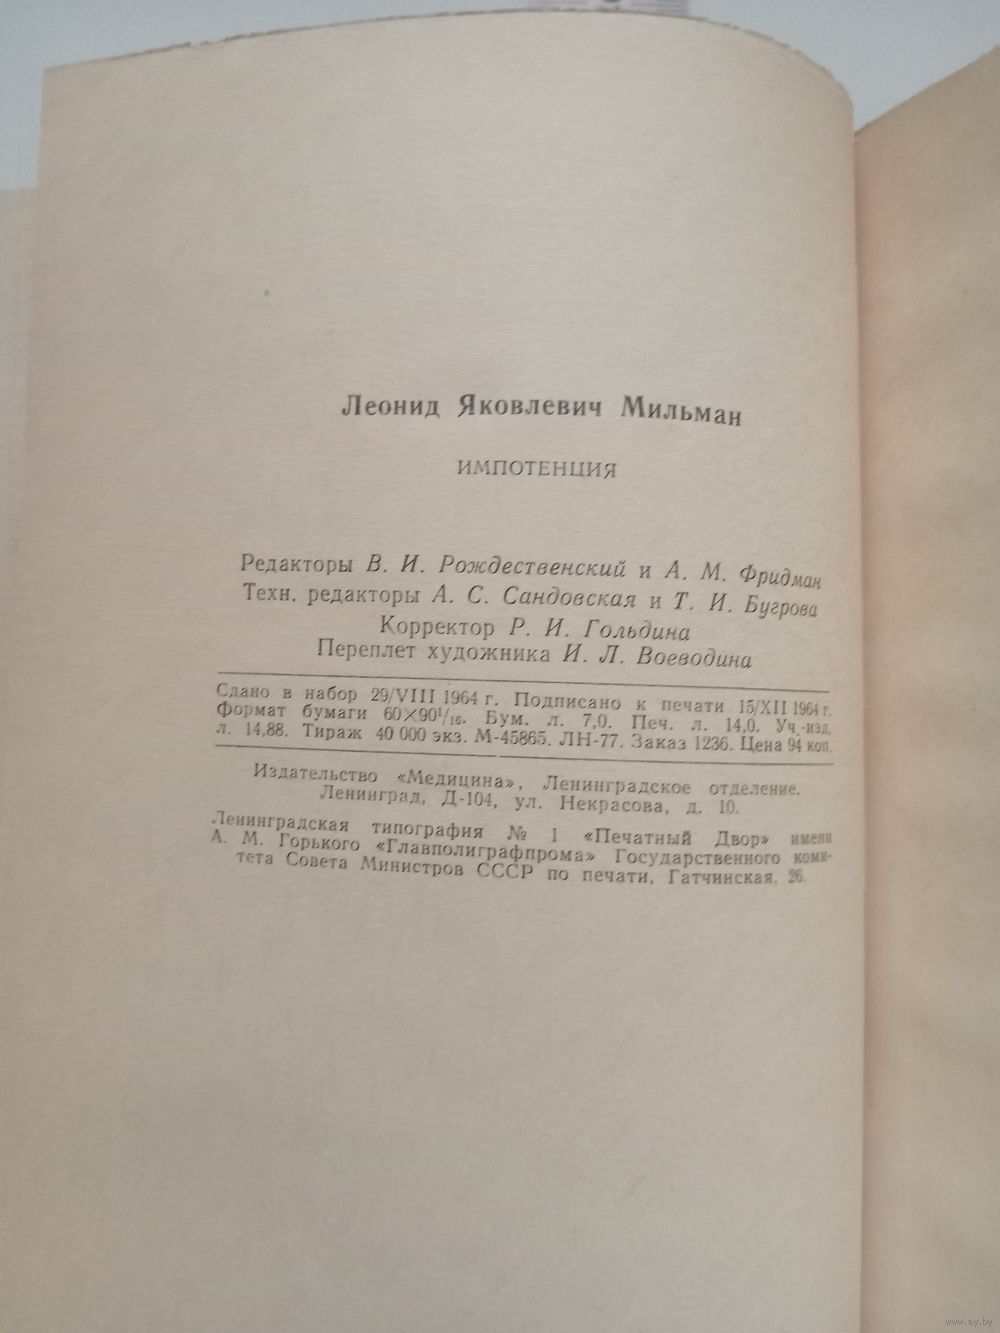 Леонид Яковлевич Мильман
ИМПОТЕНЦИЯ
Редакторы В. И. Рождественский и А. М. Фридман
Техн. редакторы А. С. Сандовская и Т. И. Бугрова
Корректор Р. И. Гольдина
Переплет художника И. Л. Воеводина
Сдано в набор 29/VIII 1964 г. Подписано к печати 15/XII 1964 г.
формат бумаги 60×90¹/₁₆. Бум. л. 7,0. Печ. л. 14,0. Уч.-изд.
л. 14,88. Тираж 40 000 экз. М-45865. ЛН-77. Заказ 1236. Цена 94 коп.
Издательство «Медицина», Ленинградское отделение.
Ленинград, Д-104, ул. Некрасова, д. 10.
Ленинградская типография № 1 «Печатный Двор» имени
А. М. Горького «Главполиграфпрома» Государственного коми-
тета Совета Министров СССР по печати, Гатчинская, 26.
www.ay.by